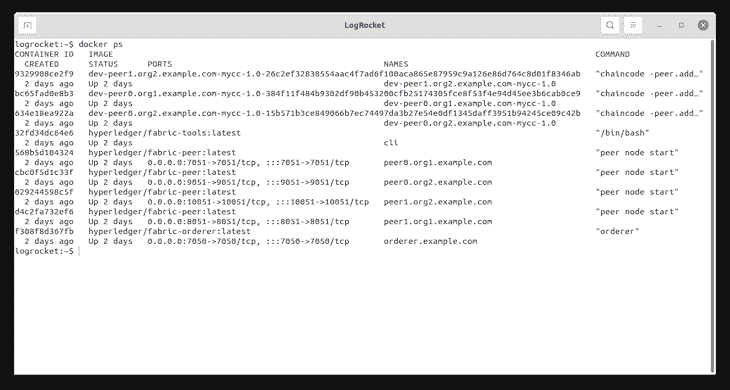 LogRocket
logrocket:~$ docker ps
CONTAINER ID IMAGE COMMAND
CREATED STATUS PORTS NAMES
9329908ce2f9 dev-peer1.org2.example.com-mycc-1.0-26c2ef32838554aac4f7ad6f100aca865e87959c9a126e86d764c8d01f8346ab "chaincode -peer.add…"
2 days ago Up 2 days dev-peer1.org2.example.com-mycc-1.0
bc65fad0e8b3 dev-peer0.org1.example.com-mycc-1.0-384f11f484b9302df90b453200cfb25174305fce8f53f4e94d45ee3b6cab0ce9 "chaincode -peer.add…"
2 days ago Up 2 days dev-peer0.org1.example.com-mycc-1.0
634e18ea922a dev-peer0.org2.example.com-mycc-1.0-15b571b3ce849066b7ec74497da3b27e54e0df1345daff3951b94245ce09c42b "chaincode -peer.add…"
2 days ago Up 2 days dev-peer0.org2.example.com-mycc-1.0
32fd34dc64e6 hyperledger/fabric-tools:latest "/bin/bash"
2 days ago Up 2 days cli
568b5d104324 hyperledger/fabric-peer:latest "peer node start"
2 days ago Up 2 days 0.0.0.0:7051->7051/tcp, :::7051->7051/tcp peer0.org1.example.com
cbc0f5d1c33f hyperledger/fabric-peer:latest "peer node start"
2 days ago Up 2 days 0.0.0.0:9051->9051/tcp, :::9051->9051/tcp peer0.org2.example.com
029244598c5f hyperledger/fabric-peer:latest "peer node start"
2 days ago Up 2 days 0.0.0.0:10051->10051/tcp, :::10051->10051/tcp peer1.org2.example.com
d4c2fa732ef6 hyperledger/fabric-peer:latest "peer node start"
2 days ago Up 2 days 0.0.0.0:8051->8051/tcp, :::8051->8051/tcp peer1.org1.example.com
f308f8d367fb hyperledger/fabric-orderer:latest "orderer"
2 days ago Up 2 days 0.0.0.0:7050->7050/tcp, :::7050->7050/tcp orderer.example.com
logrocket:~$